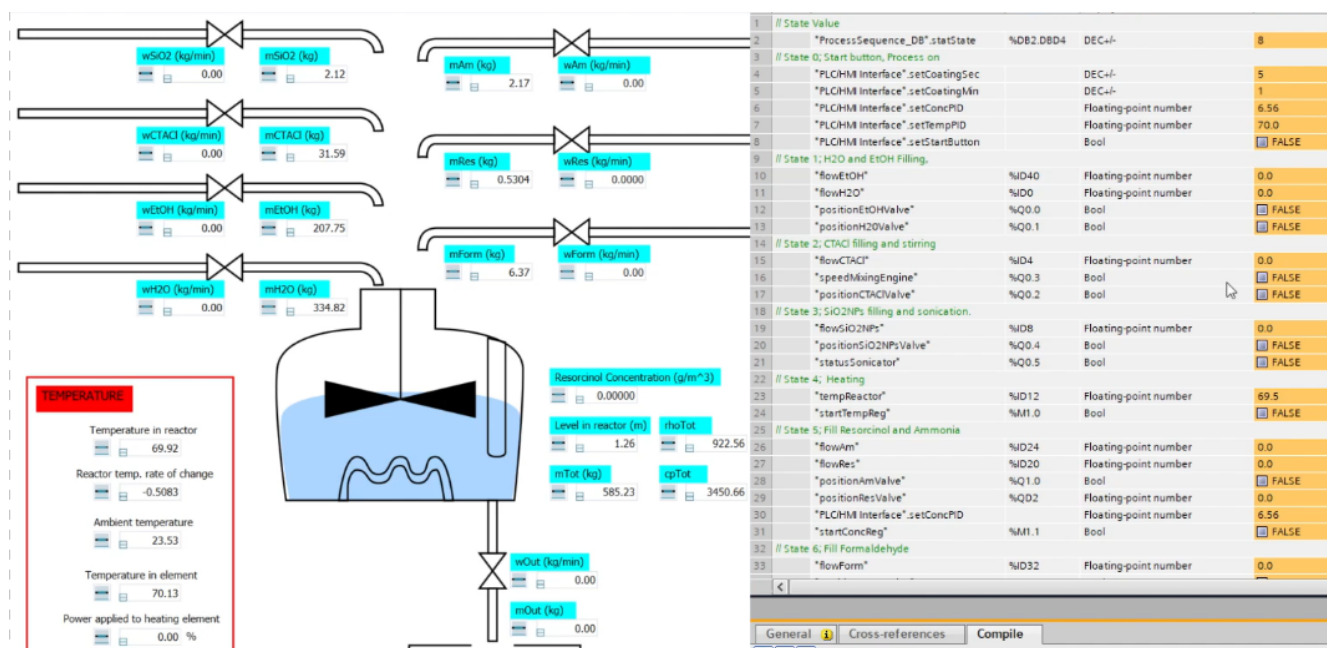 wSiO2 (kg/min) mSiO2 (kg)
0.00 2.12
mAm (kg) wAm (kg/min)
2.17 0.00
wCTACl (kg/min) mCTACl (kg)
0.00 31.59
mRes (kg) wRes (kg/min)
0.5304 0.0000
wEtOH (kg/min) mEtOH (kg)
0.00 207.75
mForm (kg) wForm (kg/min)
6.37 0.00
wH2O (kg/min) mH2O (kg)
0.00 334.82
TEMPERATURE
Temperature in reactor
69.92
Reactor temp. rate of change
-0.5083
Ambient temperature
23.53
Temperature in element
70.13
Power applied to heating element
0.00 %
Resorcinol Concentration (g/m^3)
0.00000
Level in reactor (m) rhoTot
1.26 922.56
mTot (kg) cpTot
585.23 3450.66
wOut (kg/min)
0.00
mOut (kg)
0.00
1 // State Value
2 "ProcessSequence_DB".statState %DB2.DBD4 DEC+/- 8
3 // State 0; Start button, Process on
4 "PLC/HMI Interface".setCoatingSec DEC+/- 5
5 "PLC/HMI Interface".setCoatingMin DEC+/- 1
6 "PLC/HMI Interface".setConcPID Floating-point number 6.56
7 "PLC/HMI Interface".setTempPID Floating-point number 70.0
8 "PLC/HMI Interface".setStartButton Bool FALSE
9 // State 1; H2O and EtOH Filling,
10 "flowEtOH" %ID40 Floating-point number 0.0
11 "flowH2O" %ID0 Floating-point number 0.0
12 "positionEtOHValve" %Q0.0 Bool FALSE
13 "positionH20Valve" %Q0.1 Bool FALSE
14 // State 2; CTACl filling and stirring
15 "flowCTACl" %ID4 Floating-point number 0.0
16 "speedMixingEngine" %Q0.3 Bool FALSE
17 "positionCTAClValve" %Q0.2 Bool FALSE
18 // State 3; SiO2NPs filling and sonication.
19 "flowSiO2NPs" %ID8 Floating-point number 0.0
20 "positionSiO2NPsValve" %Q0.4 Bool FALSE
21 "statusSonicator" %Q0.5 Bool FALSE
22 // State 4; Heating
23 "tempReactor" %ID12 Floating-point number 69.5
24 "startTempReg" %M1.0 Bool FALSE
25 // State 5; Fill Resorcinol and Ammonia
26 "flowAm" %ID24 Floating-point number 0.0
27 "flowRes" %ID20 Floating-point number 0.0
28 "positionAmValve" %Q1.0 Bool FALSE
29 "positionResValve" %QD2 Floating-point number 0.0
30 "PLC/HMI Interface".setConcPID Floating-point number 6.56
31 "startConcReg" %M1.1 Bool FALSE
32 // State 6; Fill Formaldehyde
33 "flowForm" %ID32 Floating-point number 0.0
General Cross-references Compile